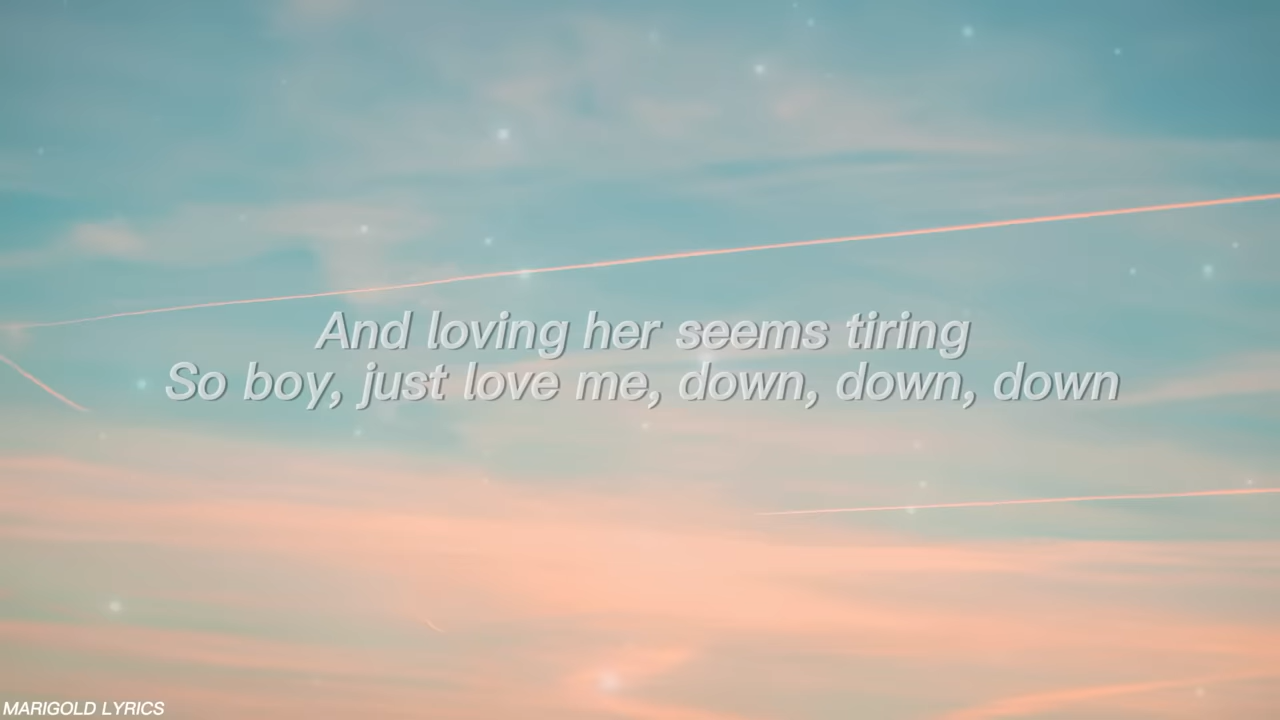 And loving her seems tiring
So boy, just love me, down, down, down
MARIGOLD LYRICS